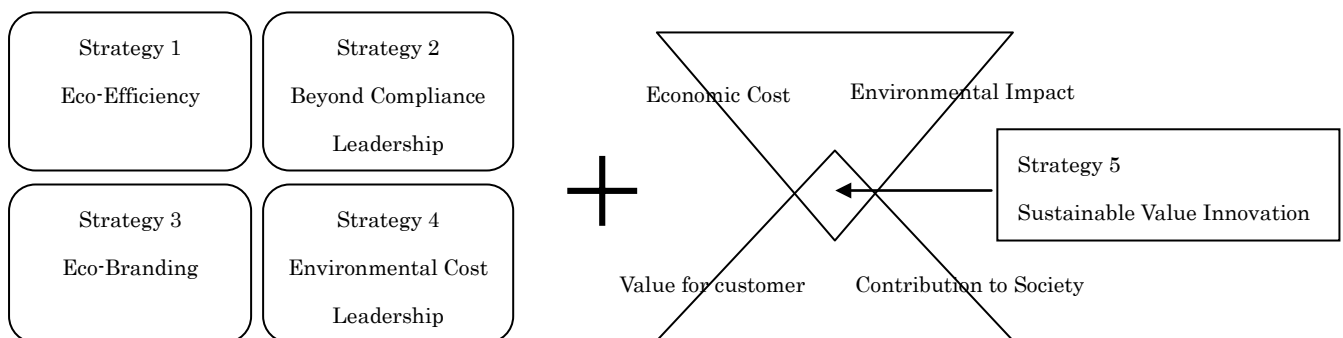 Strategy 1
Eco-Efficiency
Strategy 2
Beyond Compliance
Leadership
Strategy 3
Eco-Branding
Strategy 4
Environmental Cost
Leadership
Economic Cost
Environmental Impact
Strategy 5
Sustainable Value Innovation
Value for customer
Contribution to Society